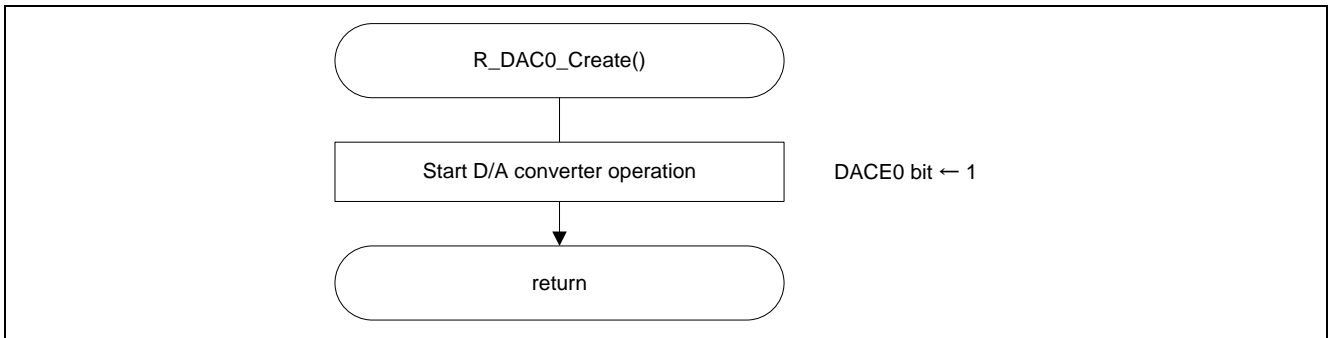 R_DAC0_Create()
Start D/A converter operation
DACE0 bit ← 1
return